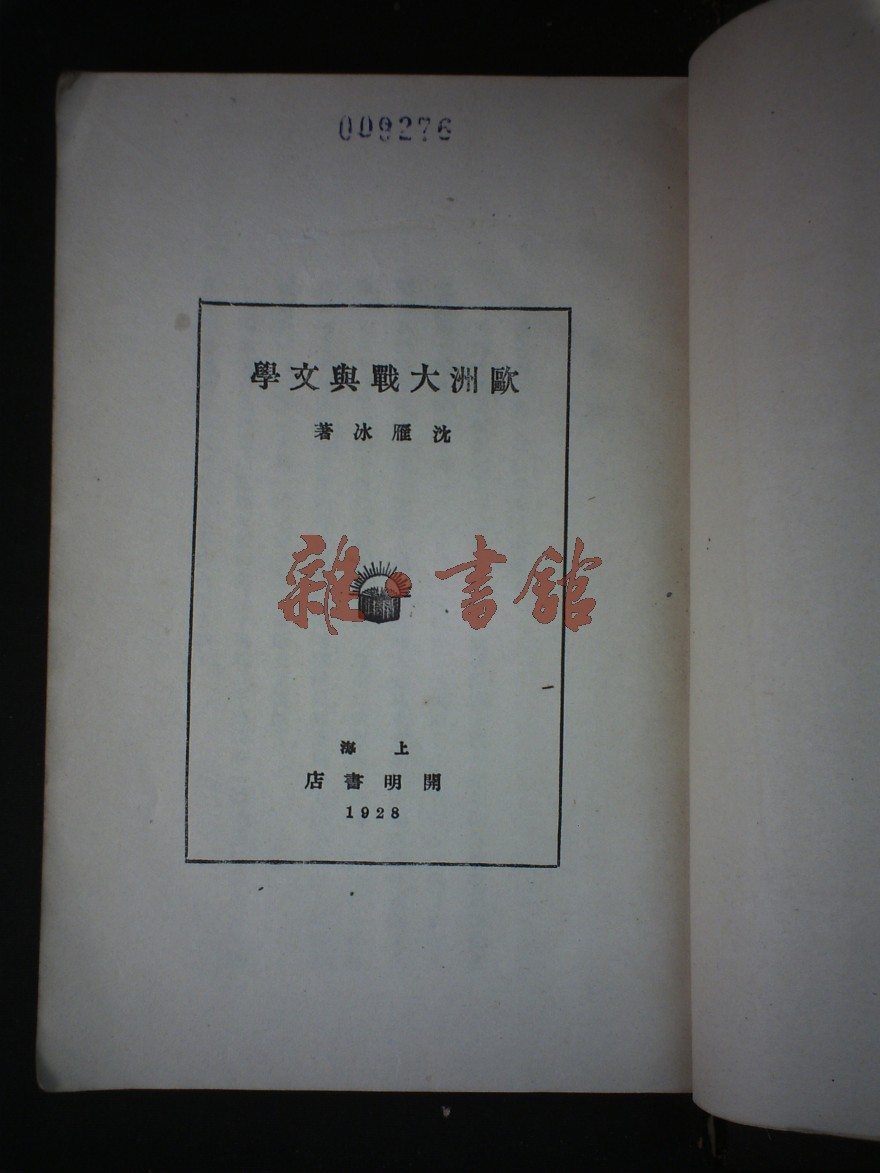 009276
歐洲大戰與文學
沈雁冰著
雜·書館
上海
開明書店
1928